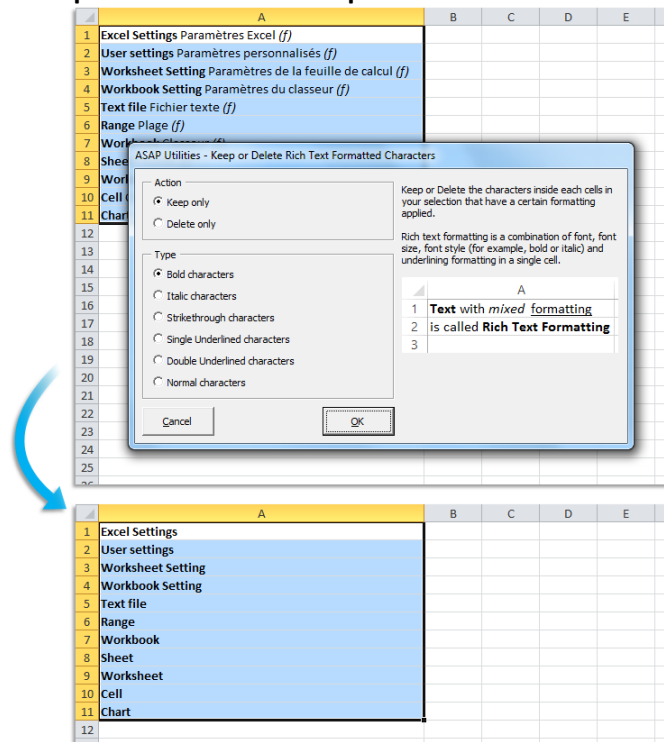 A B C D E
1 Excel Settings Paramètres Excel (f)
2 User settings Paramètres personnalisés (f)
3 Worksheet Setting Paramètres de la feuille de calcul (f)
4 Workbook Setting Paramètres du classeur (f)
5 Text file Fichier texte (f)
6 Range Plage (f)
7
8 Shee
9
10 Cell
11 Chart
12
13
14
15
16
17
18
19
20
21
22
23
24
25
ASAP Utilities - Keep or Delete Rich Text Formatted Characters
Action
Keep only
Delete only
Type
Bold characters
Italic characters
Strikethrough characters
Single Underlined characters
Double Underlined characters
Normal characters
Cancel
OK
Keep or Delete the characters inside each cells in
your selection that have a certain formatting
applied.
Rich text formatting is a combination of font, font
size, font style (for example, bold or italic) and
underlining formatting in a single cell.
A
1 Text with mixed formatting
2 is called Rich Text Formatting
3
A B C D E
1 Excel Settings
2 User settings
3 Worksheet Setting
4 Workbook Setting
5 Text file
6 Range
7 Workbook
8 Sheet
9 Worksheet
10 Cell
11 Chart
12